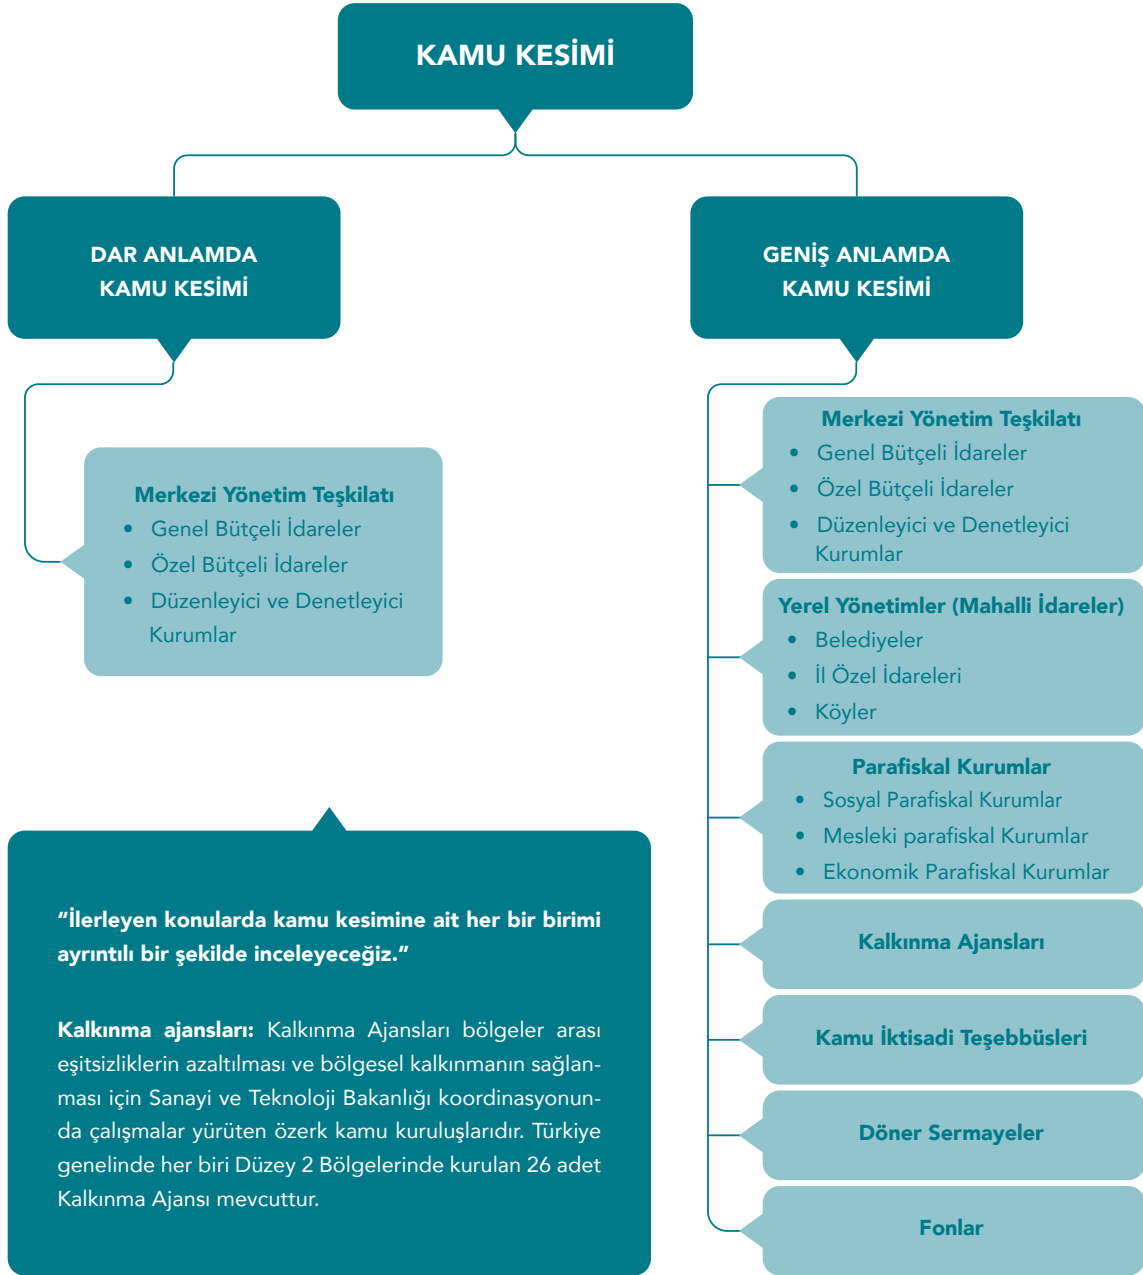 KAMU KESİMİ
DAR ANLAMDA
KAMU KESİMİ
GENİŞ ANLAMDA
KAMU KESİMİ
Merkezi Yönetim Teşkilatı
• Genel Bütçeli İdareler
• Özel Bütçeli İdareler
• Düzenleyici ve Denetleyici
Kurumlar
Merkezi Yönetim Teşkilatı
• Genel Bütçeli İdareler
• Özel Bütçeli İdareler
• Düzenleyici ve Denetleyici
Kurumlar
Yerel Yönetimler (Mahalli İdareler)
• Belediyeler
• İl Özel İdareleri
• Köyler
Parafiskal Kurumlar
• Sosyal Parafiskal Kurumlar
• Mesleki parafiskal Kurumlar
• Ekonomik Parafiskal Kurumlar
Kalkınma Ajansları
Kamu İktisadi Teşebbüsleri
Döner Sermayeler
Fonlar
"İlerleyen konularda kamu kesimine ait her bir birimi
ayrıntılı bir şekilde inceleyeceğiz."
Kalkınma ajansları: Kalkınma Ajansları bölgeler arası
eşitsizliklerin azaltılması ve bölgesel kalkınmanın sağlan-
ması için Sanayi ve Teknoloji Bakanlığı koordinasyonun-
da çalışmalar yürüten özerk kamu kuruluşlarıdır. Türkiye
genelinde her biri Düzey 2 Bölgelerinde kurulan 26 adet
Kalkınma Ajansı mevcuttur.